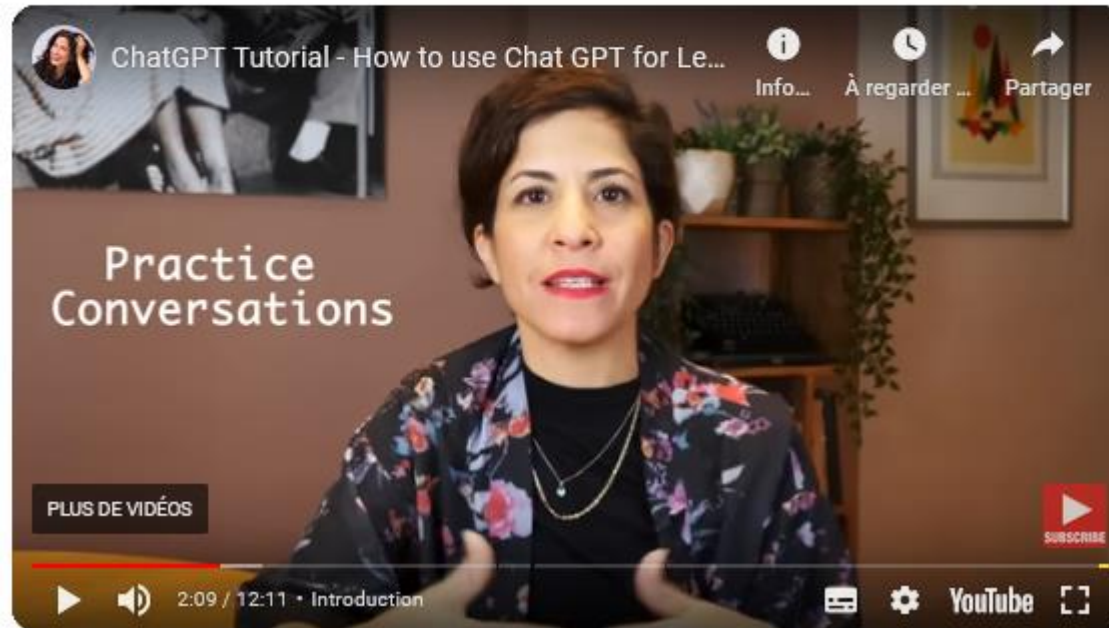 ChatGPT Tutorial - How to use Chat GPT for Le...
Info...
À regarder ...
Partager
Practice
Conversations
PLUS DE VIDÉOS
SUBSCRIBE
2:09 / 12:11 • Introduction
YouTube